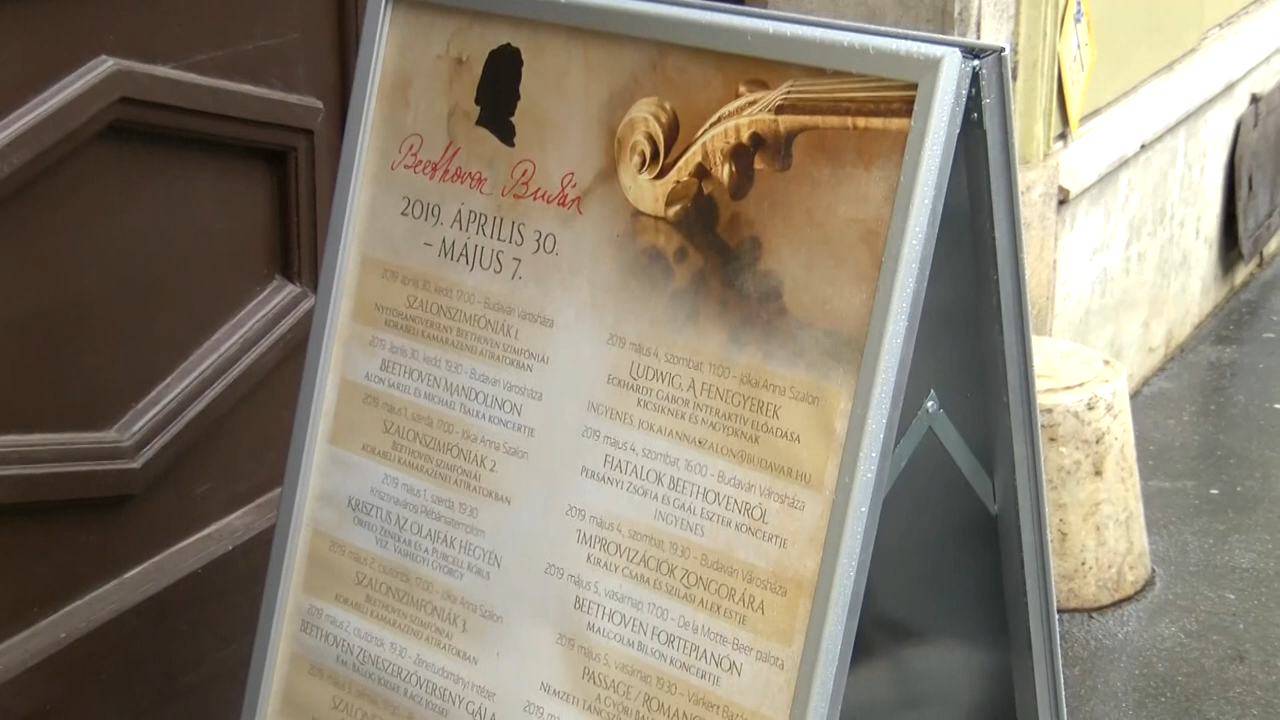 Beethoven Budán
2019. ÁPRILIS 30.
– MÁJUS 7.
2019. április 30., kedd, 17:00 – Budavári Városháza
SZALONSZIMFÓNIÁK 1.
NYITÓHANGVERSENY BEETHOVEN SZIMFÓNIÁI
KORABELI KAMARAZENEI ÁTIRATOKBAN
2019. április 30., kedd, 19:30 – Budavári Városháza
BEETHOVEN MANDOLINON
ALON SARIEL ÉS MICHAEL TSALKA KONCERTJE
2019. május 1., szerda, 17:00 – Jókai Anna Szalon
SZALONSZIMFÓNIÁK 2.
BEETHOVEN SZIMFÓNIÁI
KORABELI KAMARAZENEI ÁTIRATOKBAN
2019. május 1., szerda, 19:30
Krisztinavárosi Plébániatemplom
KRISZTUS AZ OLAJFÁK HEGYÉN
ORFEO ZENEKAR ÉS A PURCELL KÓRUS
VEZ. VASHEGYI GYÖRGY
2019. május 2., csütörtök, 17:00 – Jókai Anna Szalon
SZALONSZIMFÓNIÁK 3.
BEETHOVEN SZIMFÓNIÁI
KORABELI KAMARAZENEI ÁTIRATOKBAN
2019. május 2., csütörtök, 19:30 – Zenetudományi Intézet
BEETHOVEN ZENESZERZŐVERSENY GÁLA
KM. BALOG JÓZSEF, RÁCZ JÓZSEF
2019. május 3.
2019. május 4., szombat, 11:00 – Jókai Anna Szalon
LUDWIG, A FENEGYEREK
ECKHARDT GÁBOR INTERAKTÍV ELŐADÁSA
KICSIKNEK ÉS NAGYOKNAK
INGYENES, JOKAIANNASZALON@BUDAVAR.HU
2019. május 4., szombat, 16:00 – Budavári Városháza
FIATALOK BEETHOVENRŐL
PERSÁNYI ZSÓFIA ÉS GAÁL ESZTER KONCERTJE
INGYENES
2019. május 4., szombat, 19:30 – Budavári Városháza
IMPROVIZÁCIÓK ZONGORÁRA
KIRÁLY CSABA ÉS SZILASI ALEX ESTJE
2019. május 5., vasárnap, 17:00 – De la Motte-Beer palota
BEETHOVEN FORTEPIANÓN
MALCOLM BILSON KONCERTJE
2019. május 5., vasárnap, 19:30 – Várkert Bazár
PASSAGE / ROMANC
A GYŐRI BAL
NEMZETI TÁNCSZ
2019. má